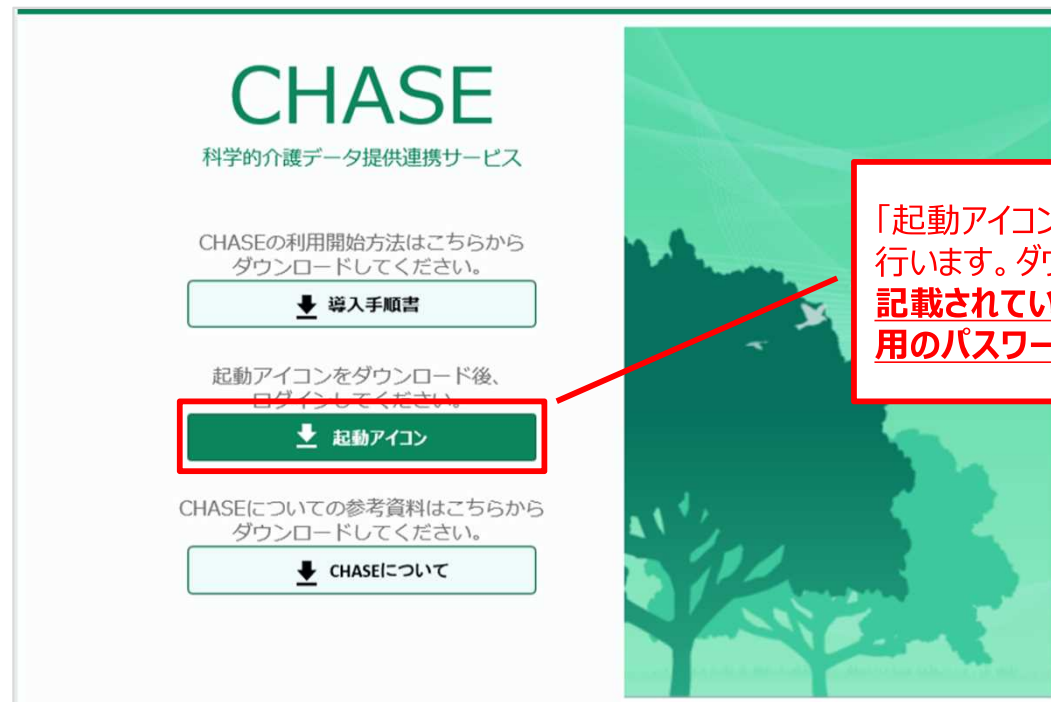 CHASE
科学的介護データ提供連携サービス
CHASEの利用開始方法はこちらから
ダウンロードしてください。
導入手順書
起動アイコンをダウンロード後、
ログインしてください。
起動アイコン
CHASEについての参考資料はこちらから
ダウンロードしてください。
CHASEについて
「起動アイコン
行います。ダウ
記載されてい
用のパスワー